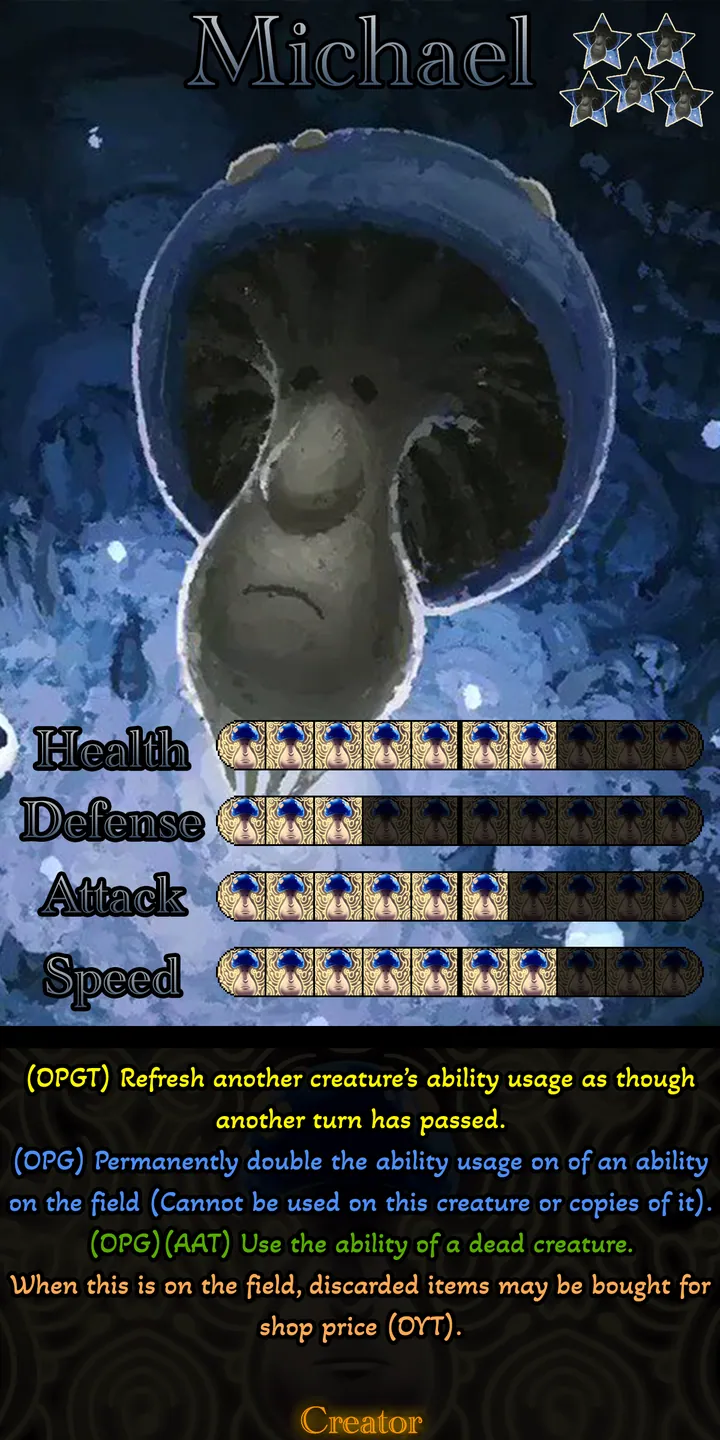 Michael
Health
Defense
Attack
Speed
(OPGT) Refresh another creature's ability usage as though
another turn has passed.
(OPG) Permanently double the ability usage on of an ability
on the field (Cannot be used on this creature or copies of it).
(OPG)(AAT) Use the ability of a dead creature.
When this is on the field, discarded items may be bought for
shop price (OYT).
Creator